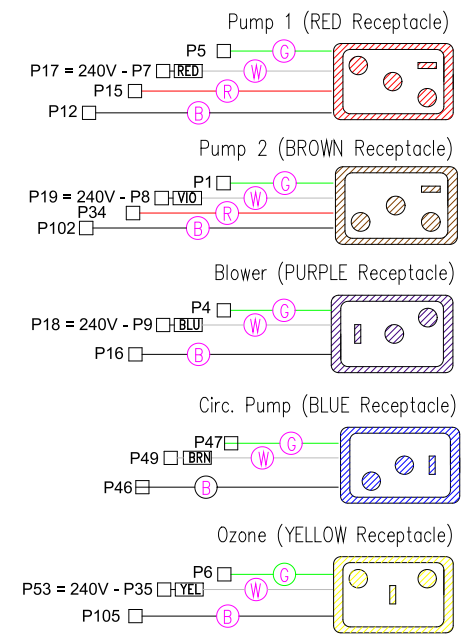 Pump 1 (RED Receptacle)
P5 G
P17 = 240V - P7 RED W
P15 R
P12 B
Pump 2 (BROWN Receptacle)
P1 G
P19 = 240V - P8 VIO W
P34 R
P102 B
Blower (PURPLE Receptacle)
P4 G
P18 = 240V - P9 BLU W
P16 B
Circ. Pump (BLUE Receptacle)
P47 G
P49 BRN W
P46 B
Ozone (YELLOW Receptacle)
P6 G
P53 = 240V - P35 YEL W
P105 B